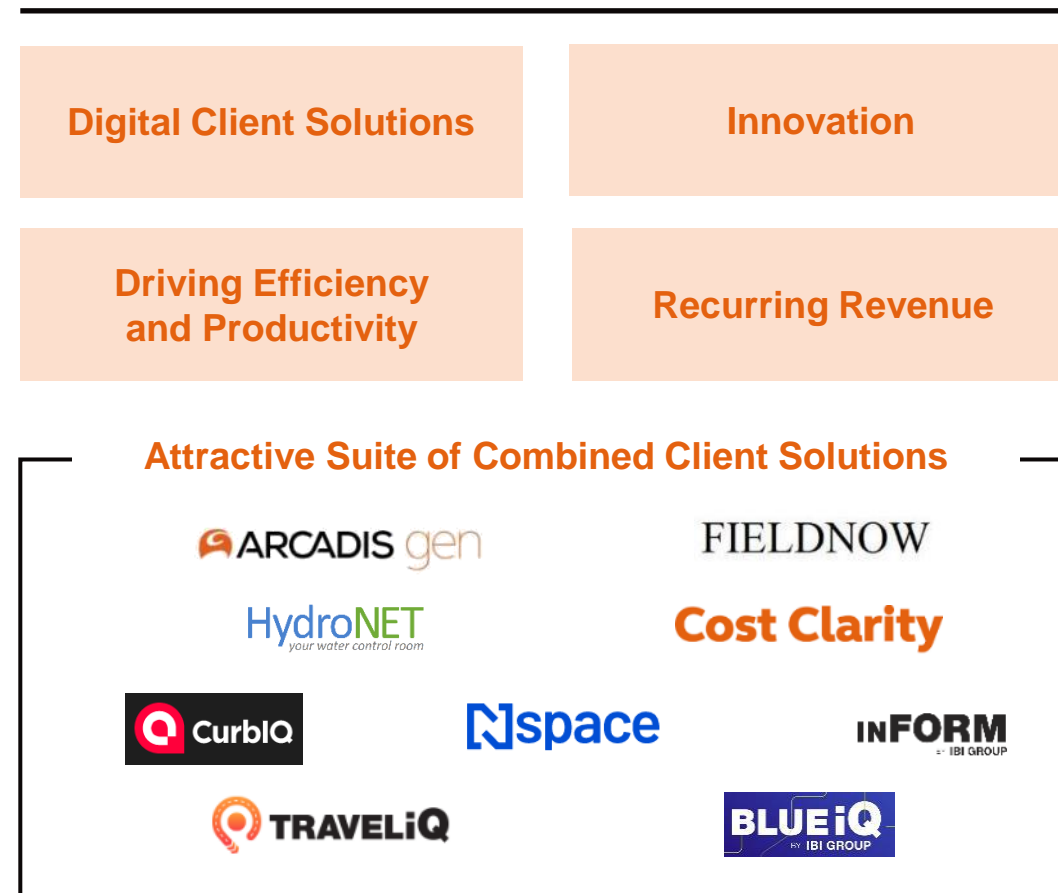 Digital Client Solutions
Innovation
Driving Efficiency
and Productivity
Recurring Revenue
Attractive Suite of Combined Client Solutions
ARCADIS gen
FIELDNOW
HydroNET
your water control room
Cost Clarity
CurbIQ
Nspace
INFORM
BY IBI GROUP
TRAVELiQ
BLUEiQ
BY IBI GROUP